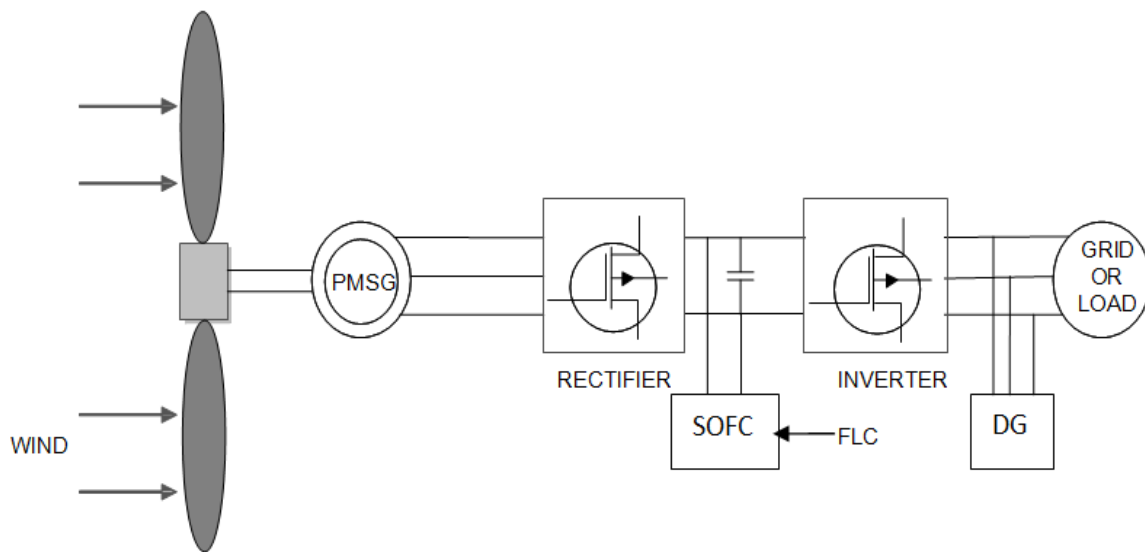 PMSG
GRID
OR
LOAD
RECTIFIER
INVERTER
SOFC
DG
FLC
WIND